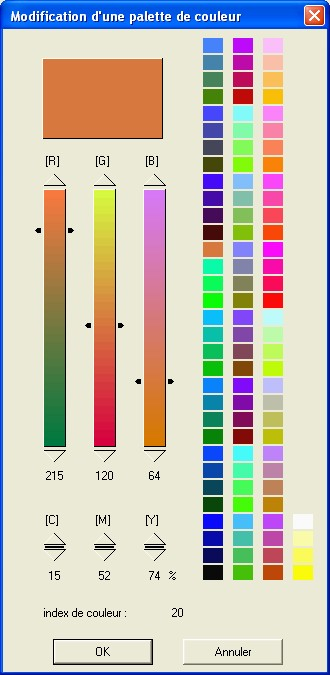 Modification d'une palette de couleur
[R] [G] [B]
215 120 64
[C] [M] [Y]
15 52 74 %
index de couleur : 20
OK Annuler